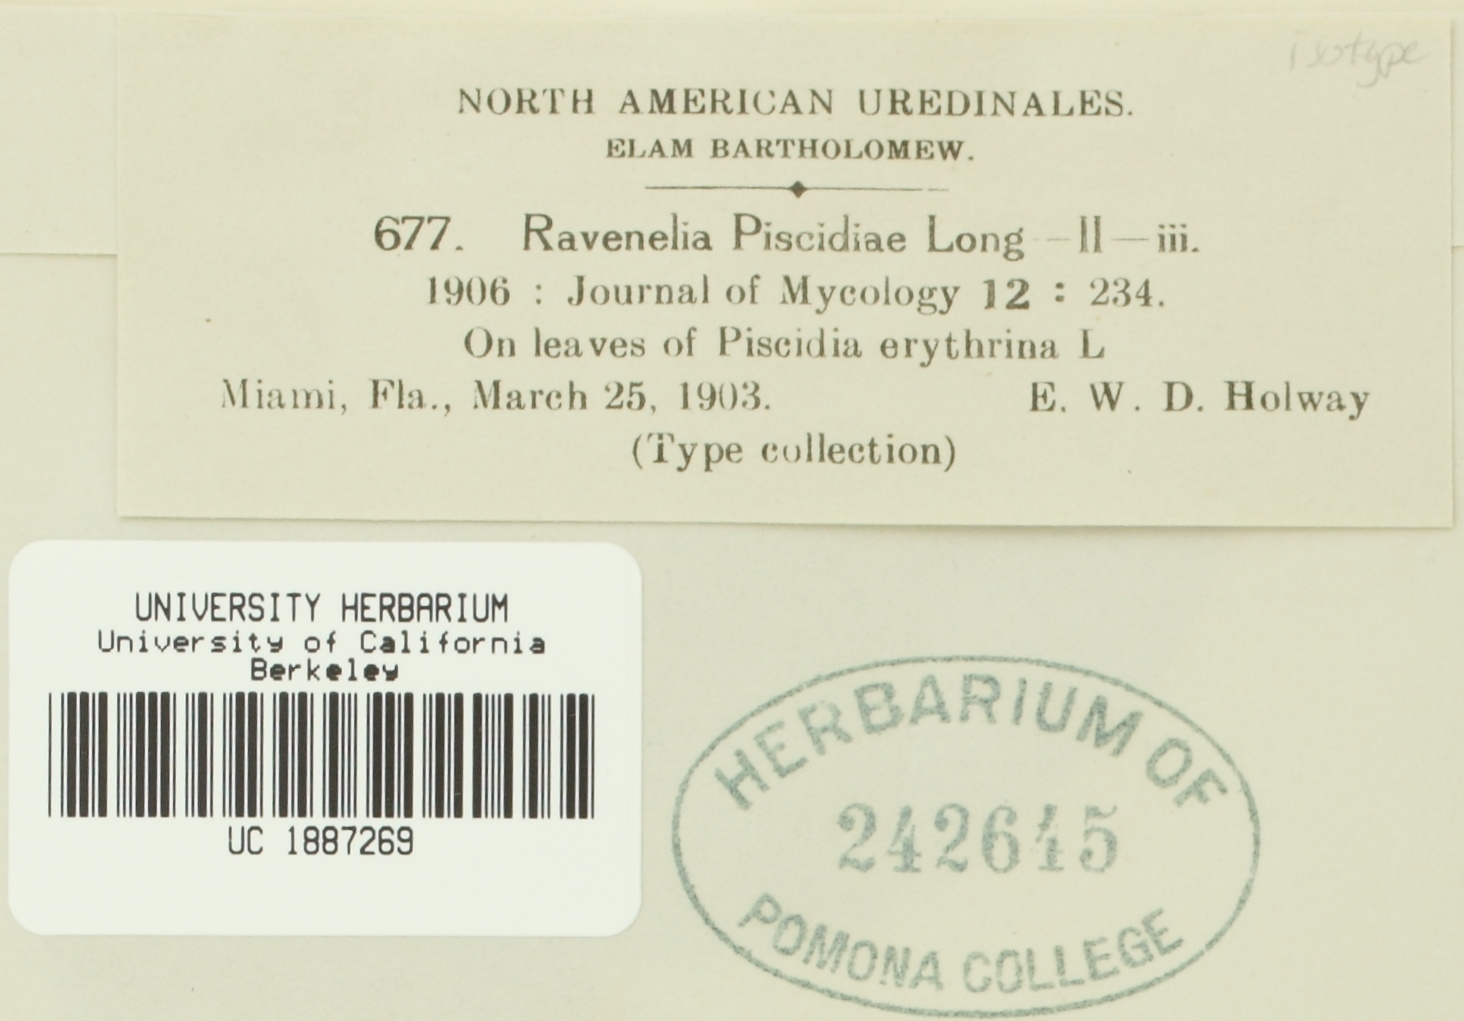 isotype
NORTH AMERICAN UREDINALES.
ELAM BARTHOLOMEW.
677. Ravenelia Piscidiae Long — II — iii.
1906 : Journal of Mycology 12 : 234.
On leaves of Piscidia erythrina L
Miami, Fla., March 25, 1903. E. W. D. Holway
(Type collection)
UNIVERSITY HERBARIUM
University of California
Berkeley
UC 1887269
HERBARIUM OF
242645
POMONA COLLEGE